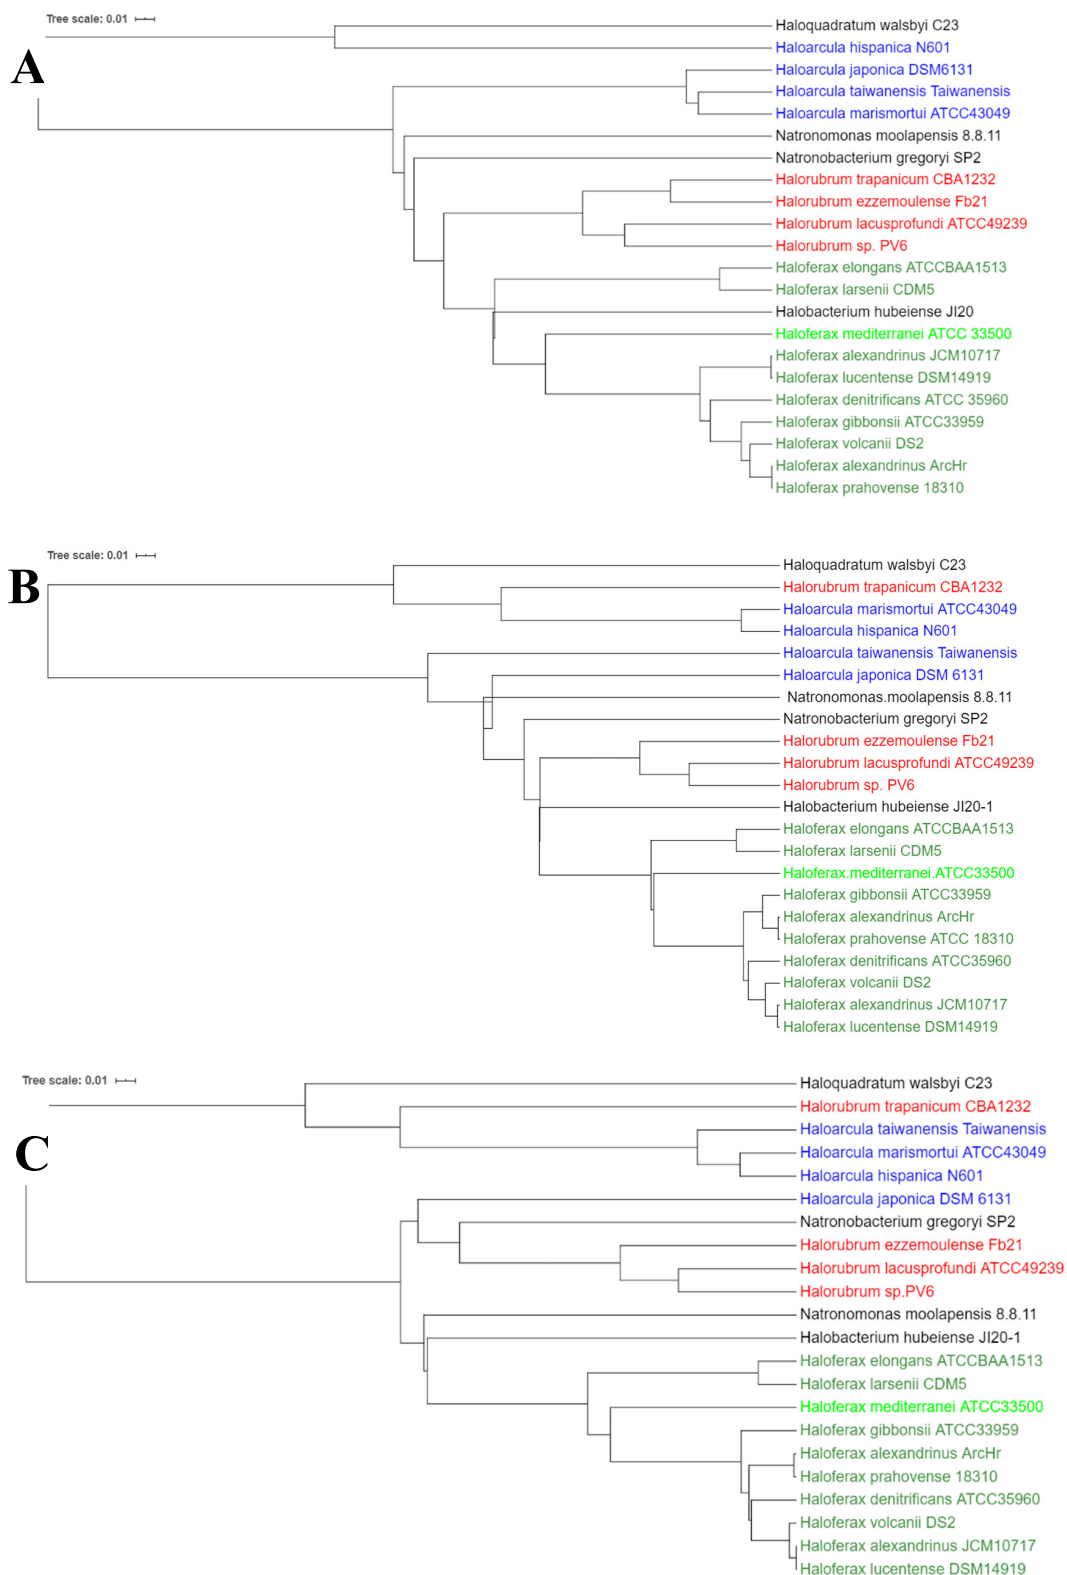 Tree scale: 0.01
A
Haloquadratum walsbyi C23
Haloarcula hispanica N601
Haloarcula japonica DSM6131
Haloarcula taiwanensis Taiwanensis
Haloarcula marismortui ATCC43049
Natronomonas moolapensis 8.8.11
Natronobacterium gregoryi SP2
Halorubrum trapanicum CBA1232
Halorubrum ezzemoulense Fb21
Halorubrum lacusprofundi ATCC49239
Halorubrum sp. PV6
Haloferax elongans ATCCBAA1513
Haloferax larsenii CDM5
Halobacterium hubeiense JI20
Haloferax mediterranei ATCC 33500
Haloferax alexandrinus JCM10717
Haloferax lucentense DSM14919
Haloferax denitrificans ATCC 35960
Haloferax gibbonsii ATCC33959
Haloferax volcanii DS2
Haloferax alexandrinus ArcHr
Haloferax prahovense 18310
Tree scale: 0.01
B
Haloquadratum walsbyi C23
Halorubrum trapanicum CBA1232
Haloarcula marismortui ATCC43049
Haloarcula hispanica N601
Haloarcula taiwanensis Taiwanensis
Haloarcula japonica DSM 6131
Natronomonas.moolapensis 8.8.11
Natronobacterium gregoryi SP2
Halorubrum ezzemoulense Fb21
Halorubrum lacusprofundi ATCC49239
Halorubrum sp. PV6
Halobacterium hubeiense JI20-1
Haloferax elongans ATCCBAA1513
Haloferax larsenii CDM5
Haloferax.mediterranei.ATCC33500
Haloferax gibbonsii ATCC33959
Haloferax alexandrinus ArcHr
Haloferax prahovense ATCC 18310
Haloferax denitrificans ATCC35960
Haloferax volcanii DS2
Haloferax alexandrinus JCM10717
Haloferax lucentense DSM14919
Tree scale: 0.01
C
Haloquadratum walsbyi C23
Halorubrum trapanicum CBA1232
Haloarcula taiwanensis Taiwanensis
Haloarcula marismortui ATCC43049
Haloarcula hispanica N601
Haloarcula japonica DSM 6131
Natronobacterium gregoryi SP2
Halorubrum ezzemoulense Fb21
Halorubrum lacusprofundi ATCC49239
Halorubrum sp.PV6
Natronomonas moolapensis 8.8.11
Halobacterium hubeiense JI20-1
Haloferax elongans ATCCBAA1513
Haloferax larsenii CDM5
Haloferax mediterranei ATCC33500
Haloferax gibbonsii ATCC33959
Haloferax alexandrinus ArcHr
Haloferax prahovense 18310
Haloferax denitrificans ATCC35960
Haloferax volcanii DS2
Haloferax alexandrinus JCM10717
Haloferax lucentense DSM14919